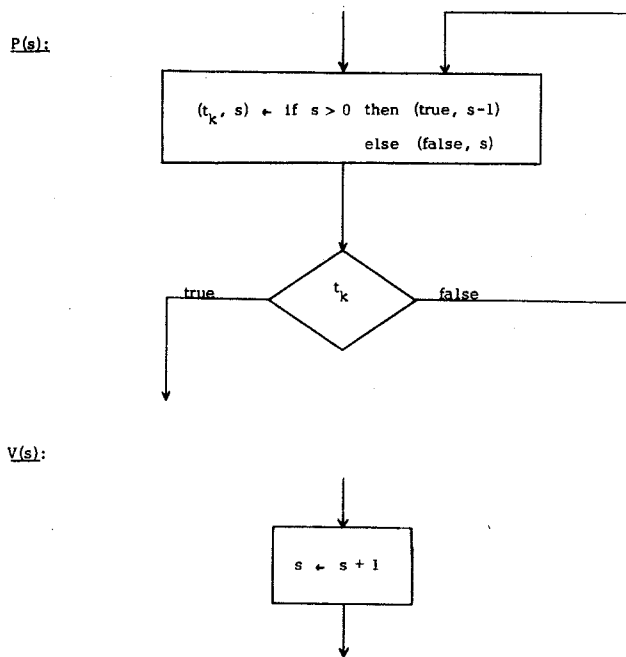 P(s):
(t_k, s) ← if s > 0 then (true, s-1)
else (false, s)
t_k
true
false
V(s):
s ← s + 1